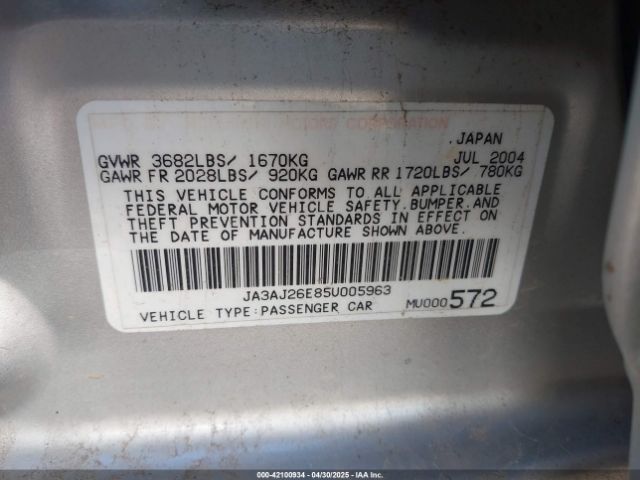 CORPORATION
.JAPAN
GVWR 3682LBS/ 1670KG JUL 2004
GAWR FR 2028LBS/ 920KG GAWR RR 1720LBS/ 780KG
THIS VEHICLE CONFORMS TO ALL APPLICABLE
FEDERAL MOTOR VEHICLE SAFETY.BUMPER.AND
THEFT PREVENTION STANDARDS IN EFFECT ON
THE DATE OF MANUFACTURE SHOWN ABOVE.
JA3AJ26E85U005963
VEHICLE TYPE:PASSENGER CAR MU000572
000-42100934 - 04/30/2025 - IAA Inc.